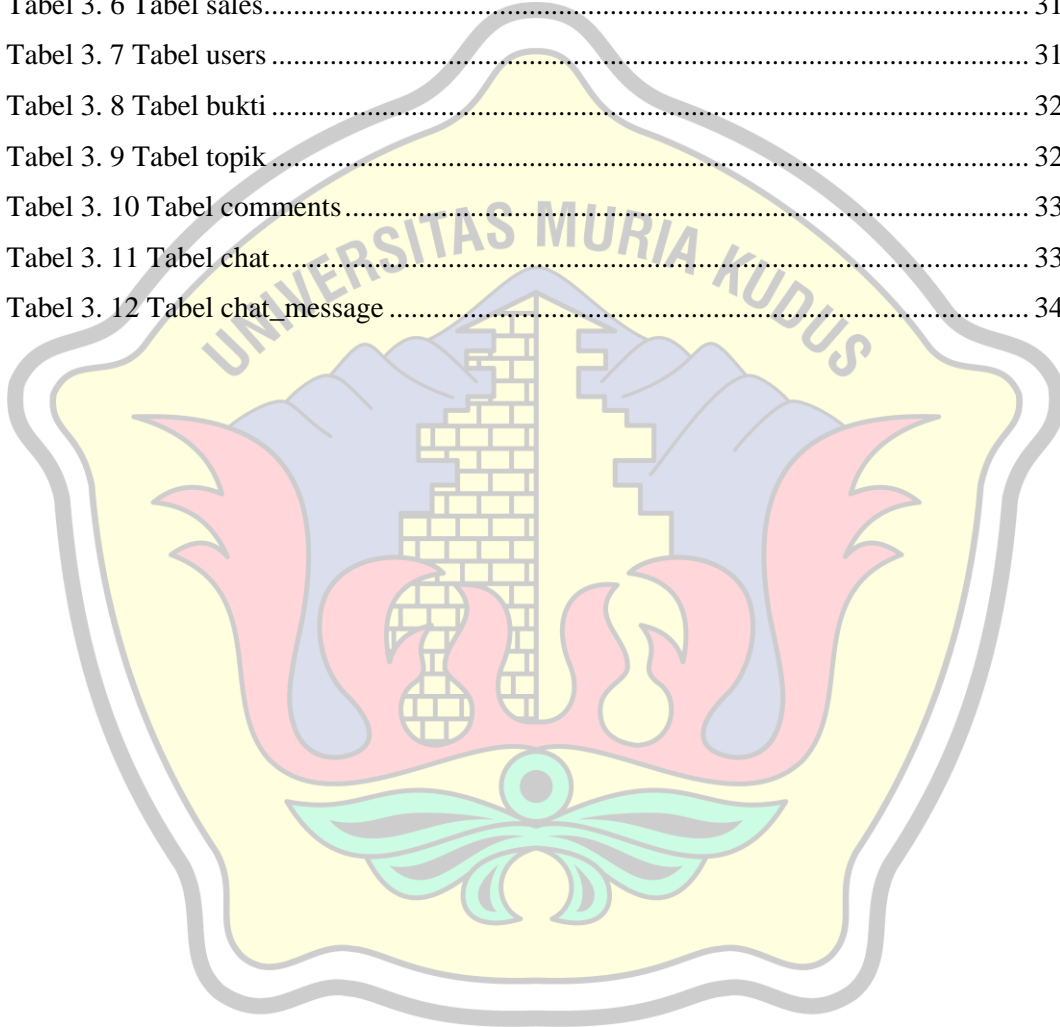 Tabel 3. 6 Tabel sales.......................................................................................................... 31
Tabel 3. 7 Tabel users......................................................................................................... 31
Tabel 3. 8 Tabel bukti......................................................................................................... 32
Tabel 3. 9 Tabel topik......................................................................................................... 32
Tabel 3. 10 Tabel comments............................................................................................... 33
Tabel 3. 11 Tabel chat......................................................................................................... 33
Tabel 3. 12 Tabel chat_message......................................................................................... 34
UNIVERSITAS MURIA KUDUS